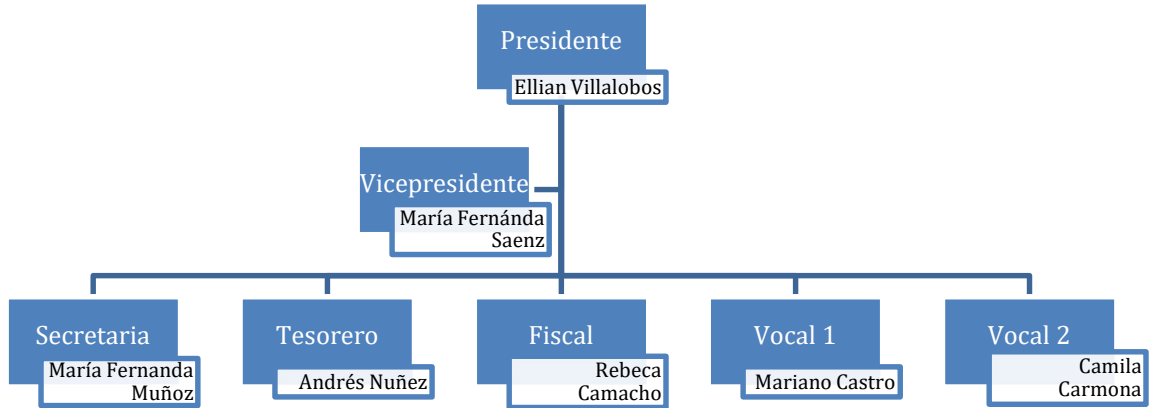 Presidente
Ellian Villalobos
Vicepresidente
María Fernánda
Saenz
Secretaria
María Fernanda
Muñoz
Tesorero
Andrés Nuñez
Fiscal
Rebeca
Camacho
Vocal 1
Mariano Castro
Vocal 2
Camila
Carmona